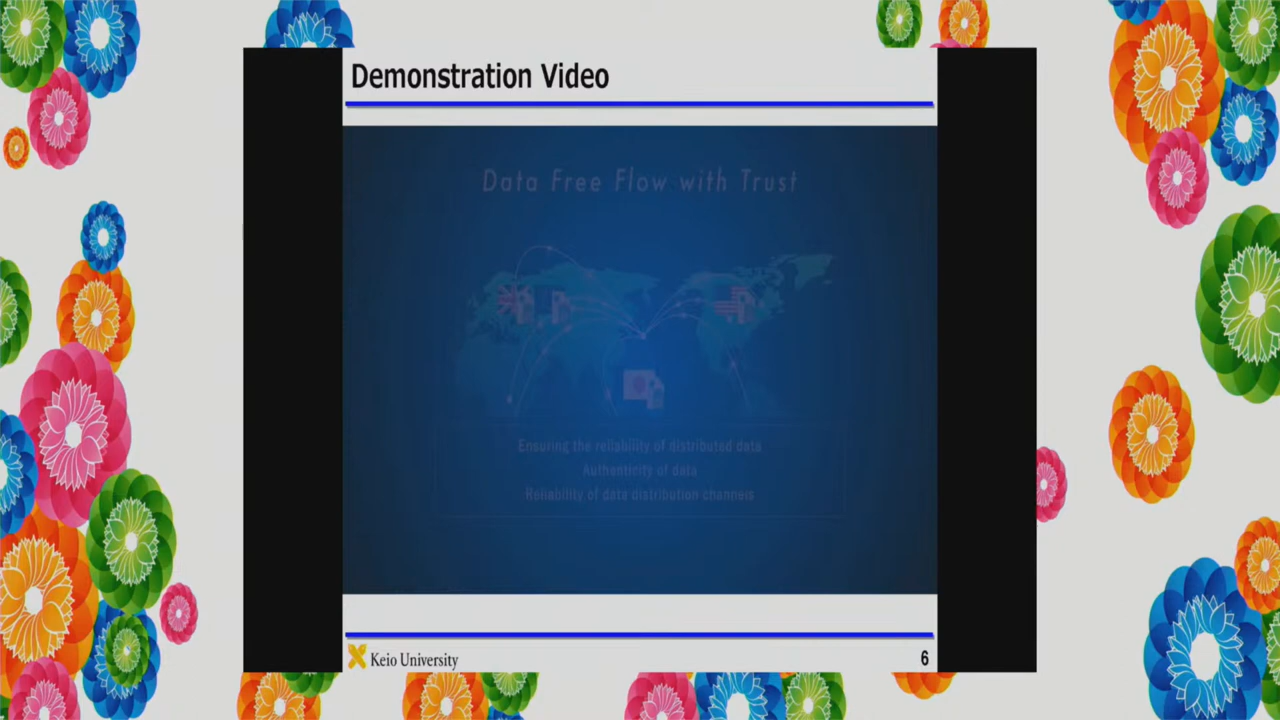 Demonstration Video
Data Free Flow with Trust
Ensuring the reliability of distributed data
Authenticity of data
Reliability of data distribution channels
Keio University
6